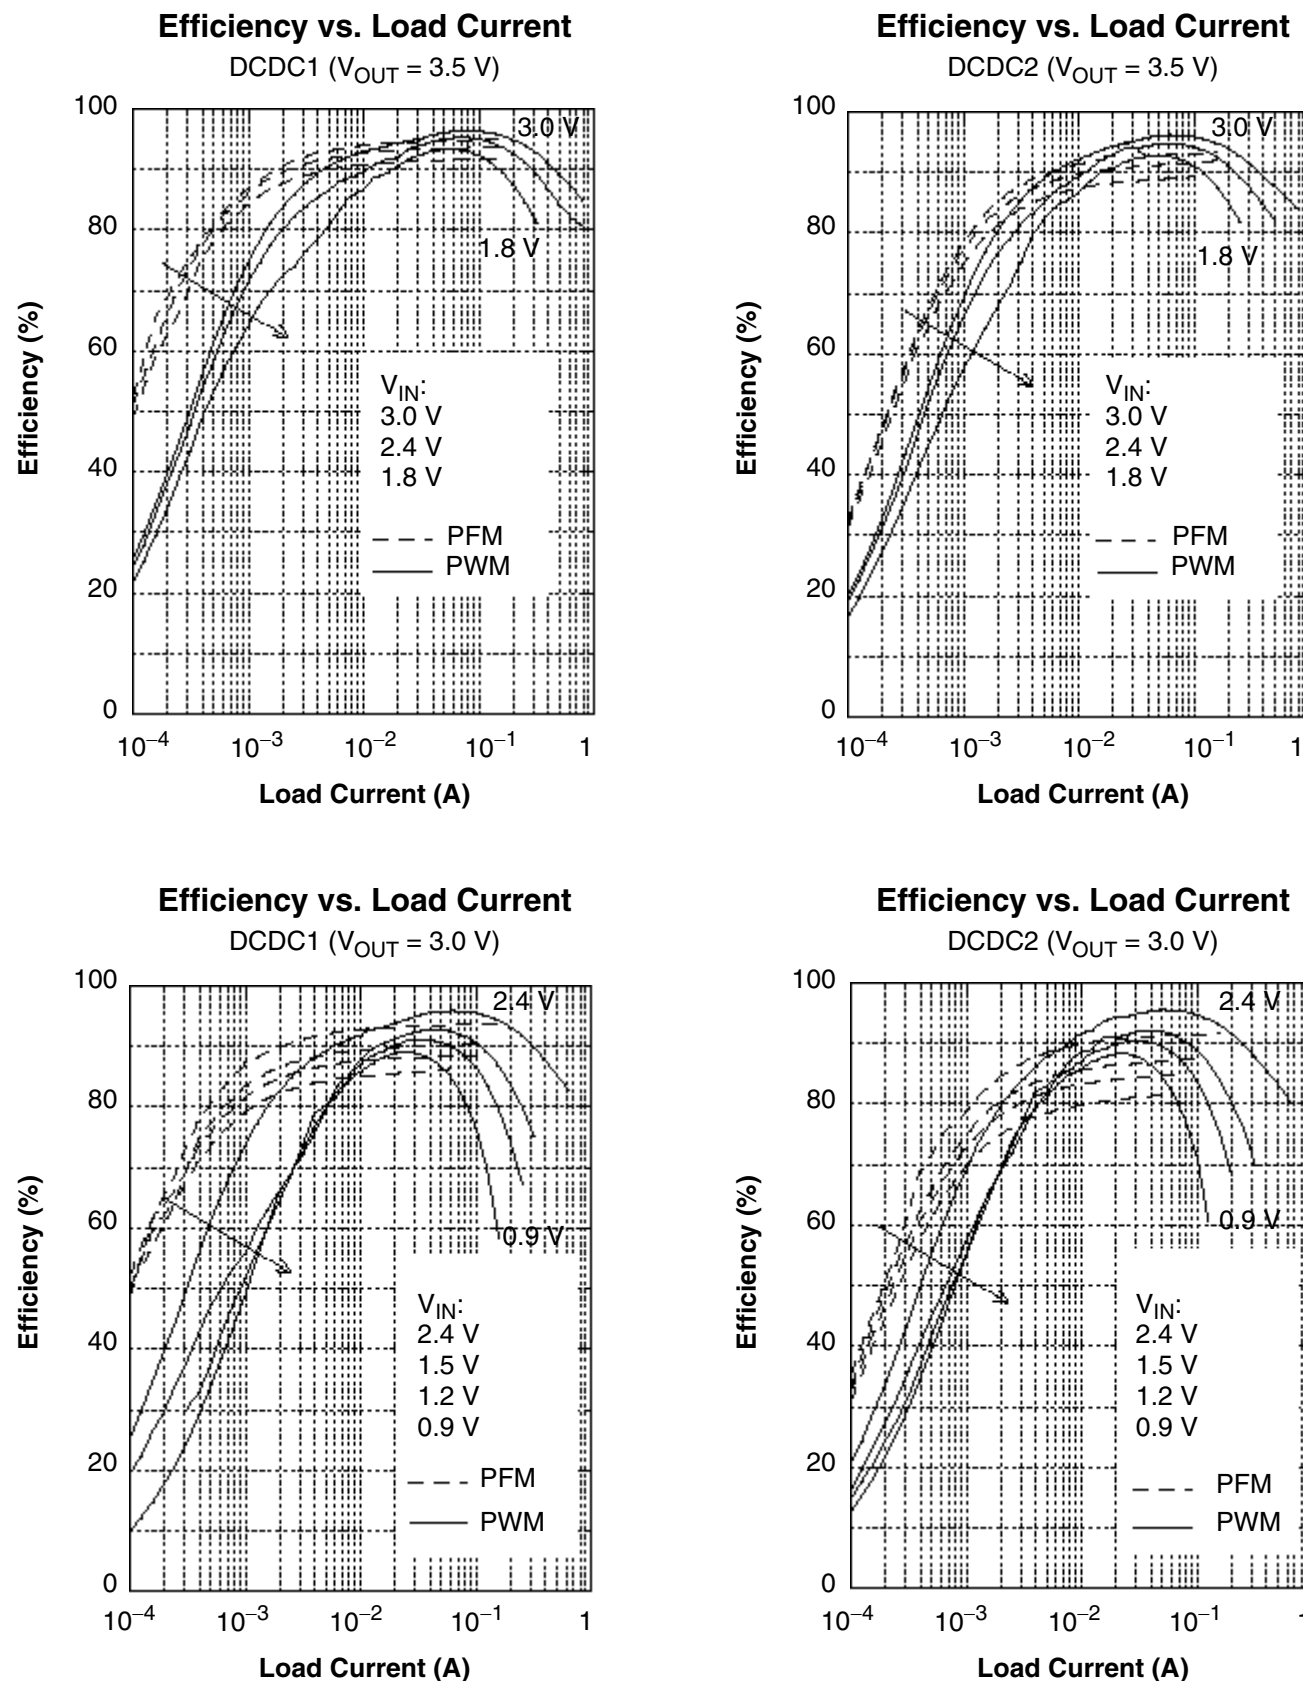 Efficiency vs. Load Current
DCDC1 (VOUT = 3.5 V)
Efficiency (%)
100
80
60
40
20
0
3.0 V
1.8 V
VIN:
3.0 V
2.4 V
1.8 V
PFM
PWM
10–4
10–3
10–2
10–1
1
Load Current (A)
Efficiency vs. Load Current
DCDC2 (VOUT = 3.5 V)
Efficiency (%)
100
80
60
40
20
0
3.0 V
1.8 V
VIN:
3.0 V
2.4 V
1.8 V
PFM
PWM
10–4
10–3
10–2
10–1
1
Load Current (A)
Efficiency vs. Load Current
DCDC1 (VOUT = 3.0 V)
Efficiency (%)
100
80
60
40
20
0
2.4 V
0.9 V
VIN:
2.4 V
1.5 V
1.2 V
0.9 V
PFM
PWM
10–4
10–3
10–2
10–1
1
Load Current (A)
Efficiency vs. Load Current
DCDC2 (VOUT = 3.0 V)
Efficiency (%)
100
80
60
40
20
0
2.4 V
0.9 V
VIN:
2.4 V
1.5 V
1.2 V
0.9 V
PFM
PWM
10–4
10–3
10–2
10–1
Load Current (A)